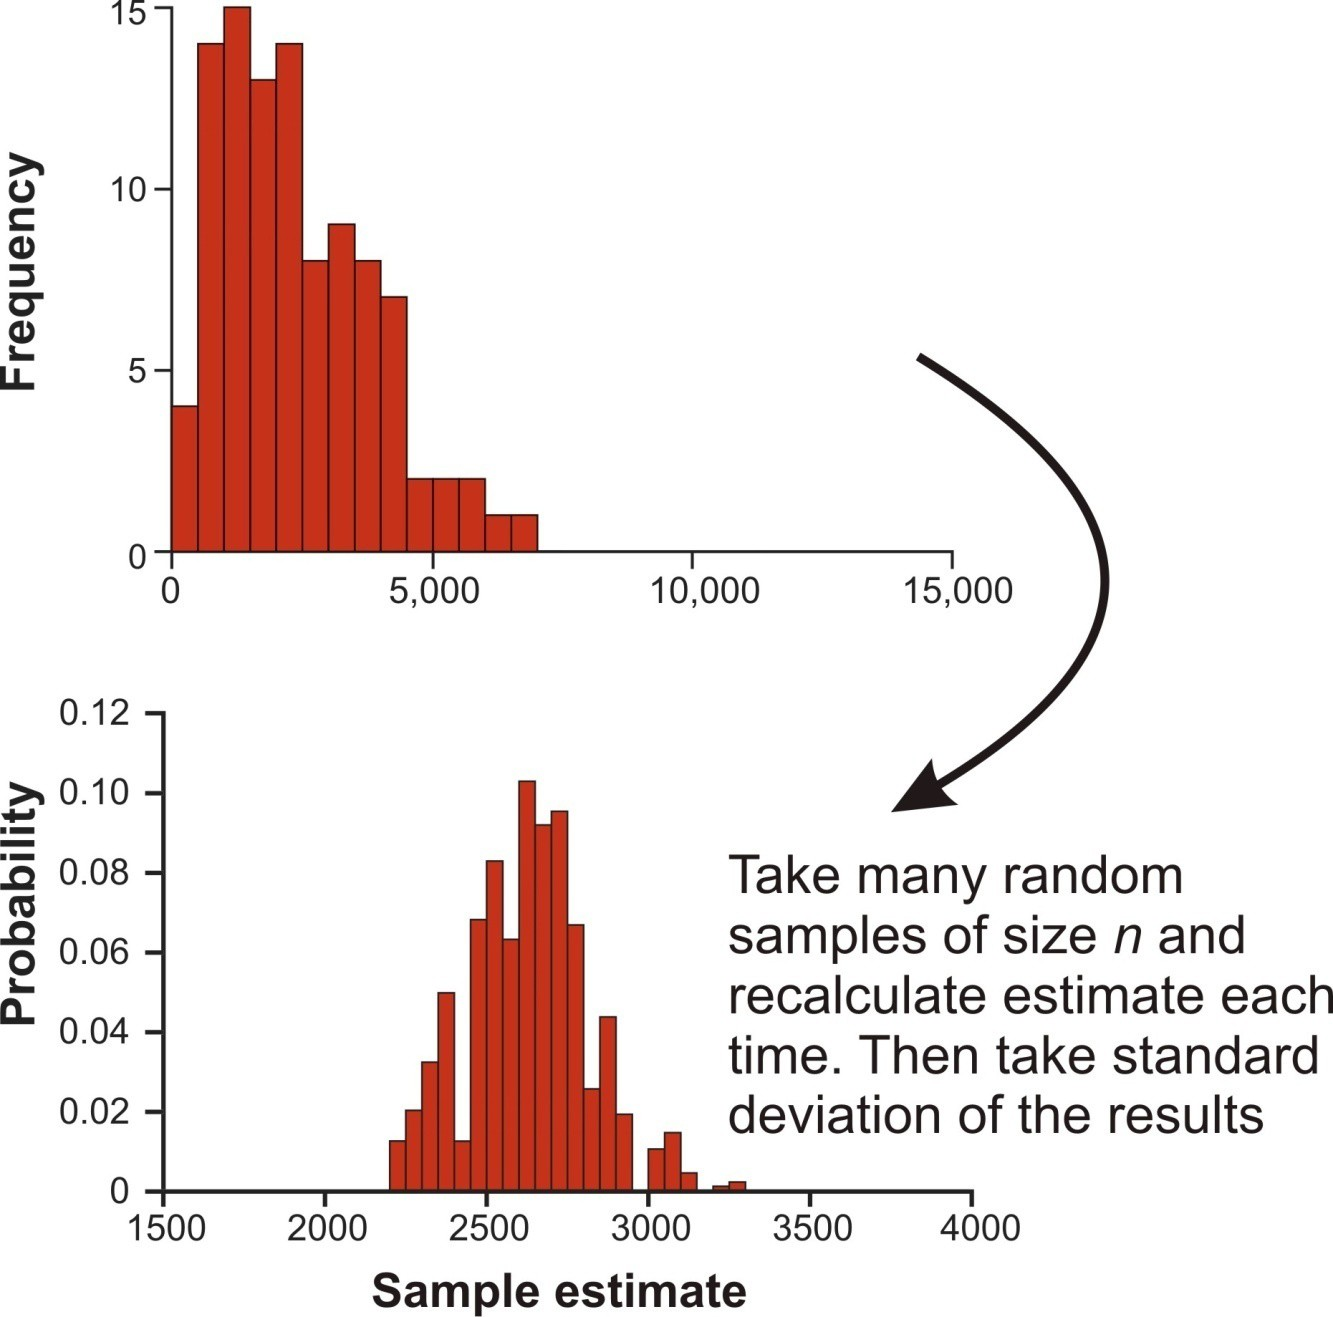 Frequency
15
10
5
0
0 5,000 10,000 15,000
Probability
0.12
0.10
0.08
0.06
0.04
0.02
0
1500 2000 2500 3000 3500 4000
Sample estimate
Take many random
samples of size n and
recalculate estimate each
time. Then take standard
deviation of the results